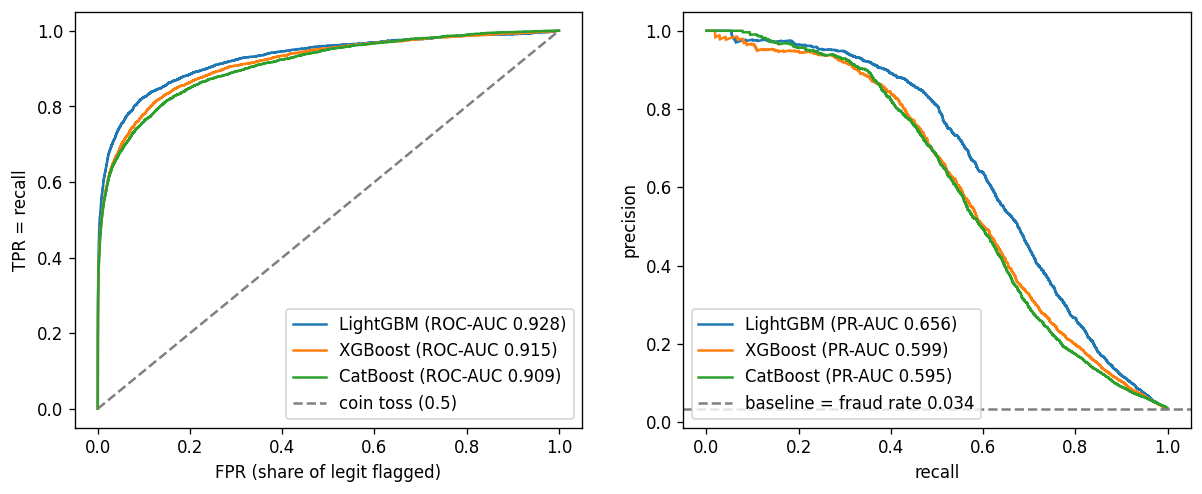 1.0
0.8
0.6
0.4
0.2
0.0
TPR = recall
LightGBM (ROC-AUC 0.928)
XGBoost (ROC-AUC 0.915)
CatBoost (ROC-AUC 0.909)
coin toss (0.5)
0.0 0.2 0.4 0.6 0.8 1.0
FPR (share of legit flagged)
1.0
0.8
0.6
0.4
0.2
0.0
precision
LightGBM (PR-AUC 0.656)
XGBoost (PR-AUC 0.599)
CatBoost (PR-AUC 0.595)
baseline = fraud rate 0.034
0.0 0.2 0.4 0.6 0.8 1.0
recall